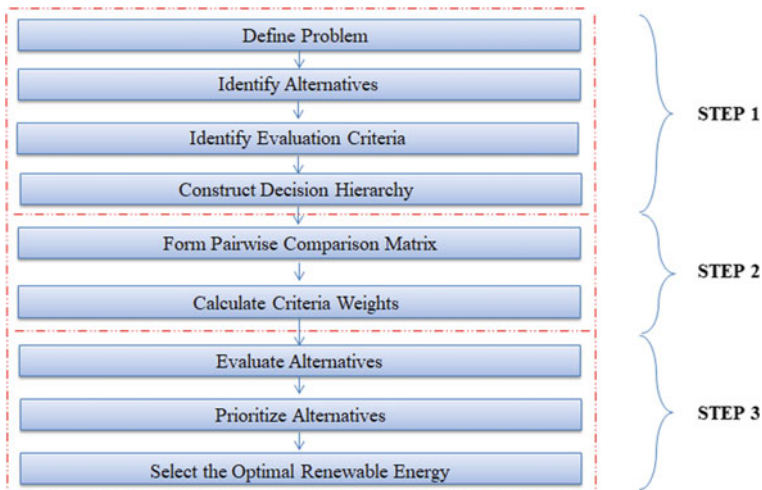 Define Problem
Identify Alternatives
Identify Evaluation Criteria
Construct Decision Hierarchy
STEP 1
Form Pairwise Comparison Matrix
Calculate Criteria Weights
STEP 2
Evaluate Alternatives
Prioritize Alternatives
Select the Optimal Renewable Energy
STEP 3